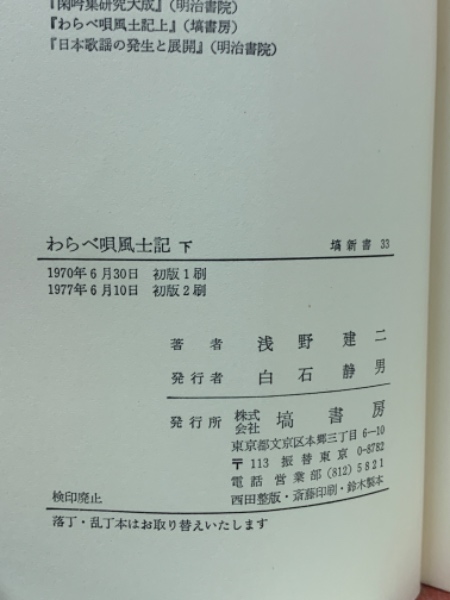 『閑吟集研究大成』(明治書院)
『わらべ唄風土記上』(塙書房)
『日本歌謡の発生と展開』(明治書院)
わらべ唄風土記 下 塙新書 33
1970年6月30日 初版1刷
1977年6月10日 初版2刷
著者 浅野建二
発行者 白石静男
発行所 株式会社 塙書房
東京都文京区本郷三丁目6―10
〒113 振替東京 0-8782
電話 営業部(812)5821
検印廃止 西田整版・斎藤印刷・鈴木製本
落丁・乱丁本はお取り替えいたします